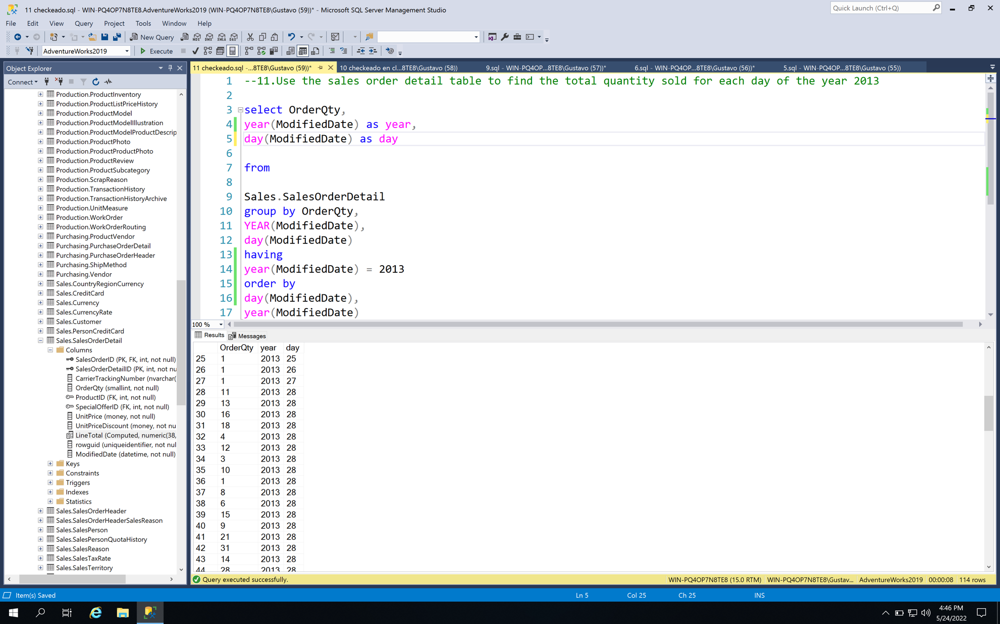 11 checkeado.sql - WIN-PQ4OP7N8TE8.AdventureWorks2019 (WIN-PQ4OP7N8TE8\Gustavo (59))* - Microsoft SQL Server Management Studio
Quick Launch (Ctrl+Q)
File Edit View Query Project Tools Window Help
New Query MDX DMX XMLA DAX
AdventureWorks2019 Execute
Object Explorer
11 checkeado.sql -...8TE8\Gustavo (59))* 10 checkeado en cl...8TE8\Gustavo (58)) 9.sql - WIN-PQ4OP...8TE8\Gustavo (57))* 6.sql - WIN-PQ4OP...8TE8\Gustavo (56))* 5.sql - WIN-PQ4OP...8TE8\Gustavo (55))
Connect
Production.ProductInventory
Production.ProductListPriceHistory
Production.ProductModel
Production.ProductModelIllustration
Production.ProductModelProductDescrip
Production.ProductPhoto
Production.ProductProductPhoto
Production.ProductReview
Production.ProductSubcategory
Production.ScrapReason
Production.TransactionHistory
Production.TransactionHistoryArchive
Production.UnitMeasure
Production.WorkOrder
Production.WorkOrderRouting
Purchasing.ProductVendor
Purchasing.PurchaseOrderDetail
Purchasing.PurchaseOrderHeader
Purchasing.ShipMethod
Purchasing.Vendor
Sales.CountryRegionCurrency
Sales.CreditCard
Sales.Currency
Sales.CurrencyRate
Sales.Customer
Sales.PersonCreditCard
Sales.SalesOrderDetail
Columns
SalesOrderID (PK, FK, int, not null)
SalesOrderDetailID (PK, int, not nu
CarrierTrackingNumber (nvarchar(
OrderQty (smallint, not null)
ProductID (FK, int, not null)
SpecialOfferID (FK, int, not null)
UnitPrice (money, not null)
UnitPriceDiscount (money, not nu
LineTotal (Computed, numeric(38,
rowguid (uniqueidentifier, not nul
ModifiedDate (datetime, not null)
Keys
Constraints
Triggers
Indexes
Statistics
Sales.SalesOrderHeader
Sales.SalesOrderHeaderSalesReason
Sales.SalesPerson
Sales.SalesPersonQuotaHistory
Sales.SalesReason
Sales.SalesTaxRate
Sales.SalesTerritory
1 --11.Use the sales order detail table to find the total quantity sold for each day of the year 2013
2
3 select OrderQty,
4 year(ModifiedDate) as year,
5 day(ModifiedDate) as day
6
7 from
8
9 Sales.SalesOrderDetail
10 group by OrderQty,
11 YEAR(ModifiedDate),
12 day(ModifiedDate)
13 having
14 year(ModifiedDate) = 2013
15 order by
16 day(ModifiedDate),
17 year(ModifiedDate)
100 %
Results Messages
OrderQty year day
25 1 2013 25
26 1 2013 26
27 1 2013 27
28 11 2013 28
29 13 2013 28
30 16 2013 28
31 18 2013 28
32 4 2013 28
33 12 2013 28
34 3 2013 28
35 10 2013 28
36 1 2013 28
37 8 2013 28
38 6 2013 28
39 15 2013 28
40 9 2013 28
41 21 2013 28
42 31 2013 28
43 14 2013 28
44 28 2013 28
Query executed successfully. WIN-PQ4OP7N8TE8 (15.0 RTM) WIN-PQ4OP7N8TE8\Gustav... AdventureWorks2019 00:00:08 114 rows
Item(s) Saved Ln 5 Col 25 Ch 25 INS
4:46 PM
5/24/2022